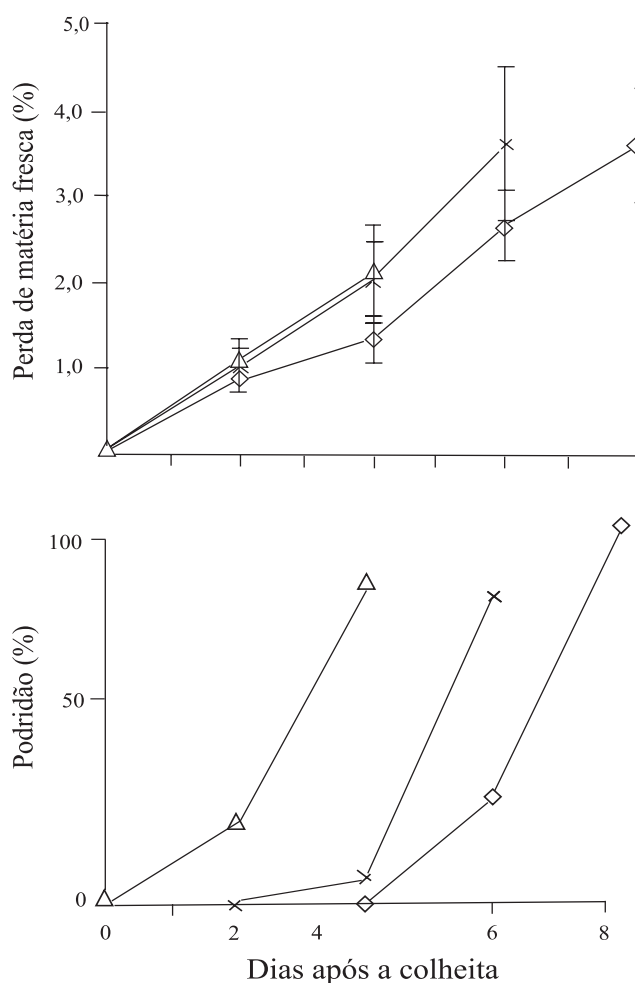 5,0
4,0
3,0
2,0
1,0
Perda de matéria fresca (%)
100
50
0
Podridão (%)
0 2 4 6 8
Dias após a colheita